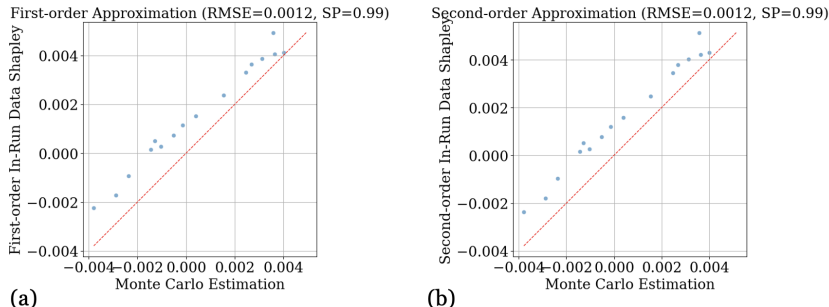 First-order Approximation (RMSE=0.0012, SP=0.99)
First-order In-Run Data Shapley
0.004
0.002
0.000
−0.002
−0.004
−0.004 −0.002 0.000 0.002 0.004
Monte Carlo Estimation
(a)
Second-order Approximation (RMSE=0.0012, SP=0.99)
Second-order In-Run Data Shapley
0.004
0.002
0.000
−0.002
−0.004
−0.004 −0.002 0.000 0.002 0.004
Monte Carlo Estimation
(b)